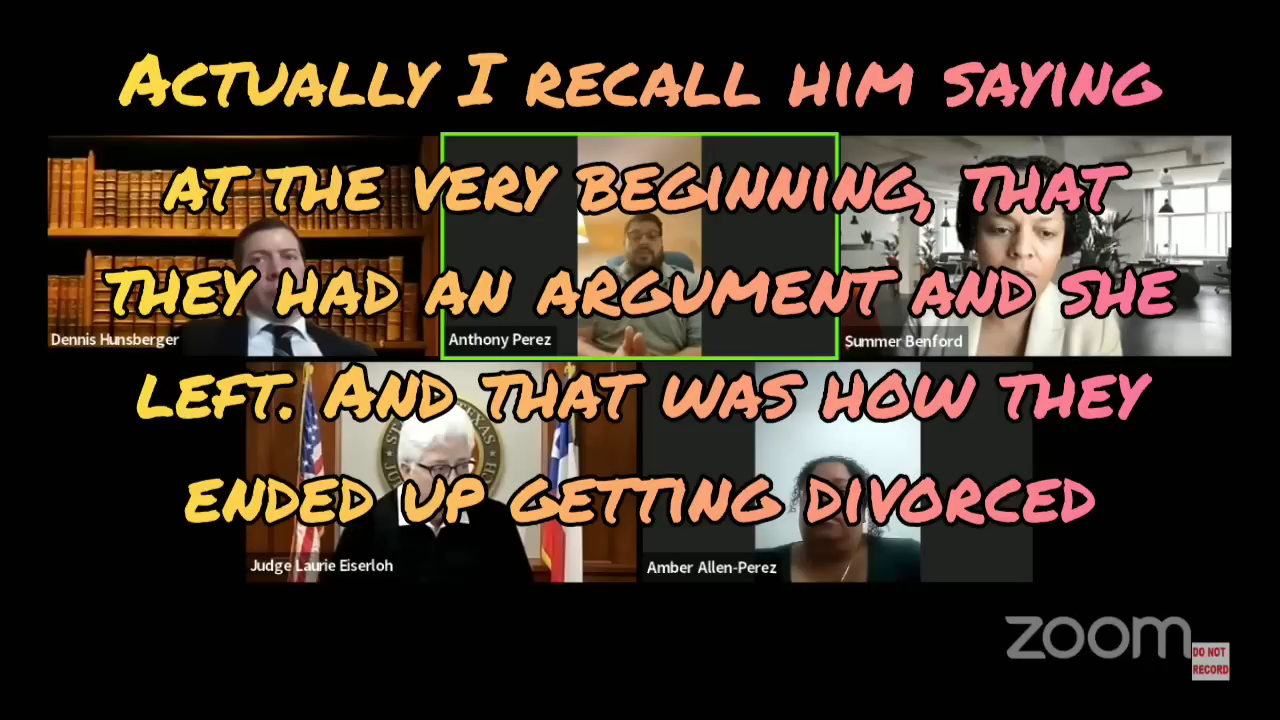 Actually I recall him saying
at the very beginning, that
they had an argument and she
left. And that was how they
ended up getting divorced
Dennis Hunsberger
Anthony Perez
Summer Benford
Judge Laurie Eiserloh
Amber Allen-Perez
zoom
DO NOT
RECORD